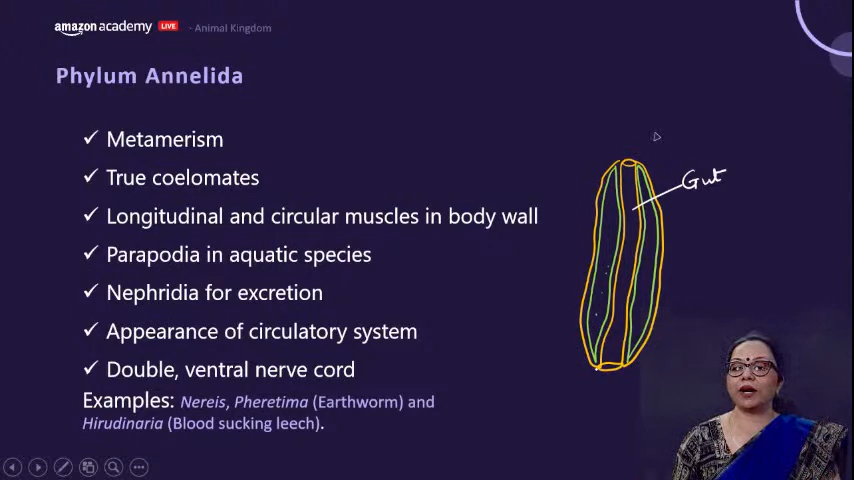 amazon academy LIVE - Animal Kingdom
Phylum Annelida
✓ Metamerism
✓ True coelomates
✓ Longitudinal and circular muscles in body wall
✓ Parapodia in aquatic species
✓ Nephridia for excretion
✓ Appearance of circulatory system
✓ Double, ventral nerve cord
Examples: Nereis, Pheretima (Earthworm) and
Hirudinaria (Blood sucking leech).
Gut